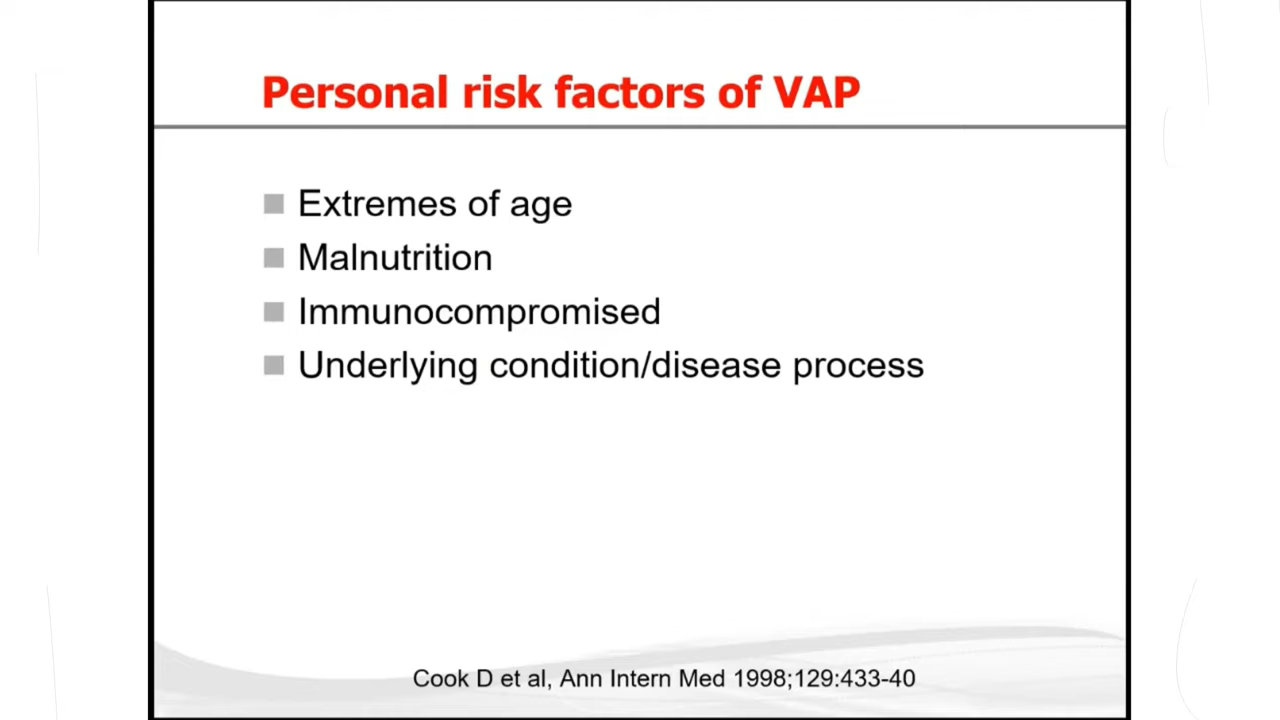 Personal risk factors of VAP
Extremes of age
Malnutrition
Immunocompromised
Underlying condition/disease process
Cook D et al, Ann Intern Med 1998;129:433-40